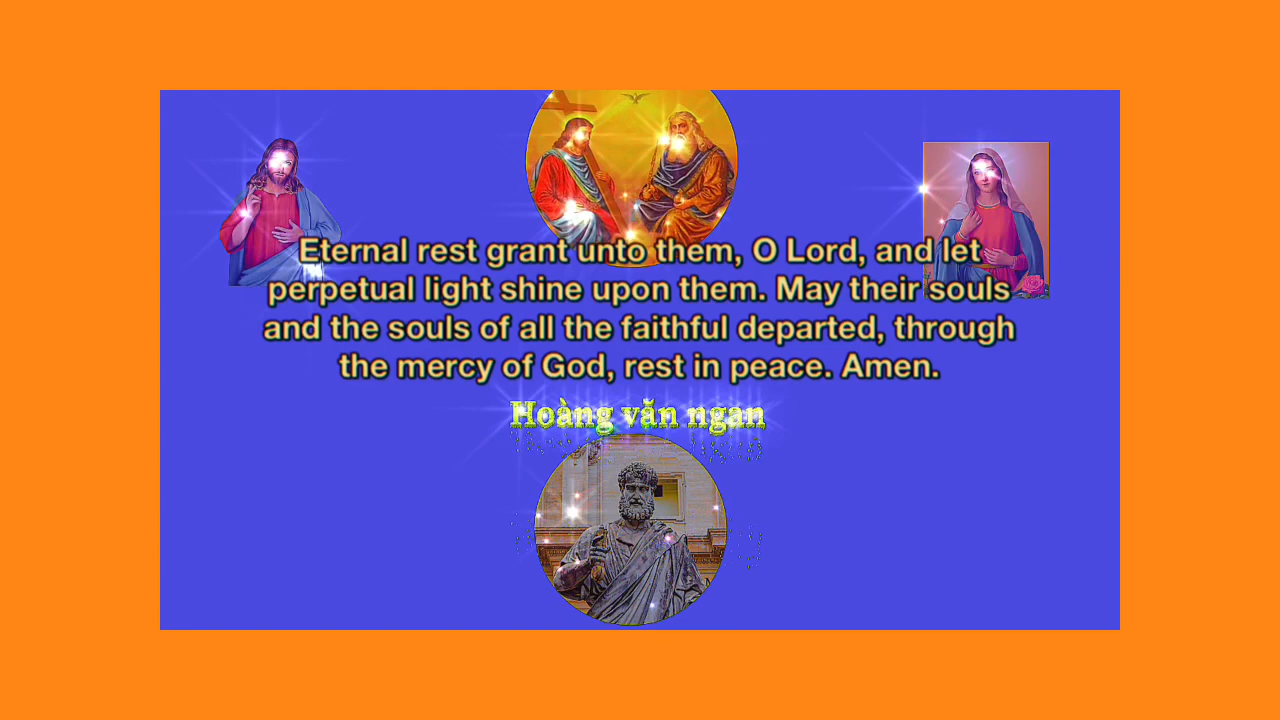 Eternal rest grant unto them, O Lord, and let
perpetual light shine upon them. May their souls
and the souls of all the faithful departed, through
the mercy of God, rest in peace. Amen.
Hoàng văn ngan